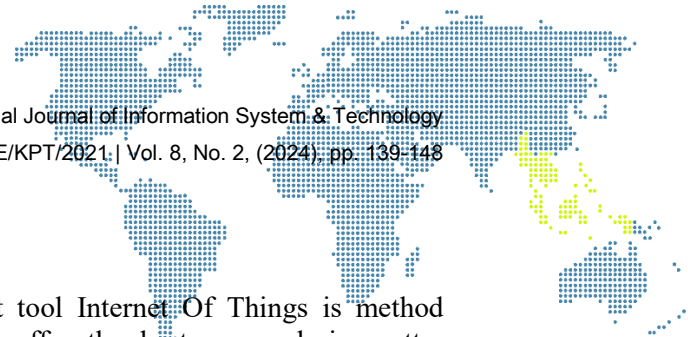 al Journal of Information System & Technology
E/KPT/2021 | Vol. 8, No. 2, (2024), pp. 139-148
t tool Internet Of Things is method